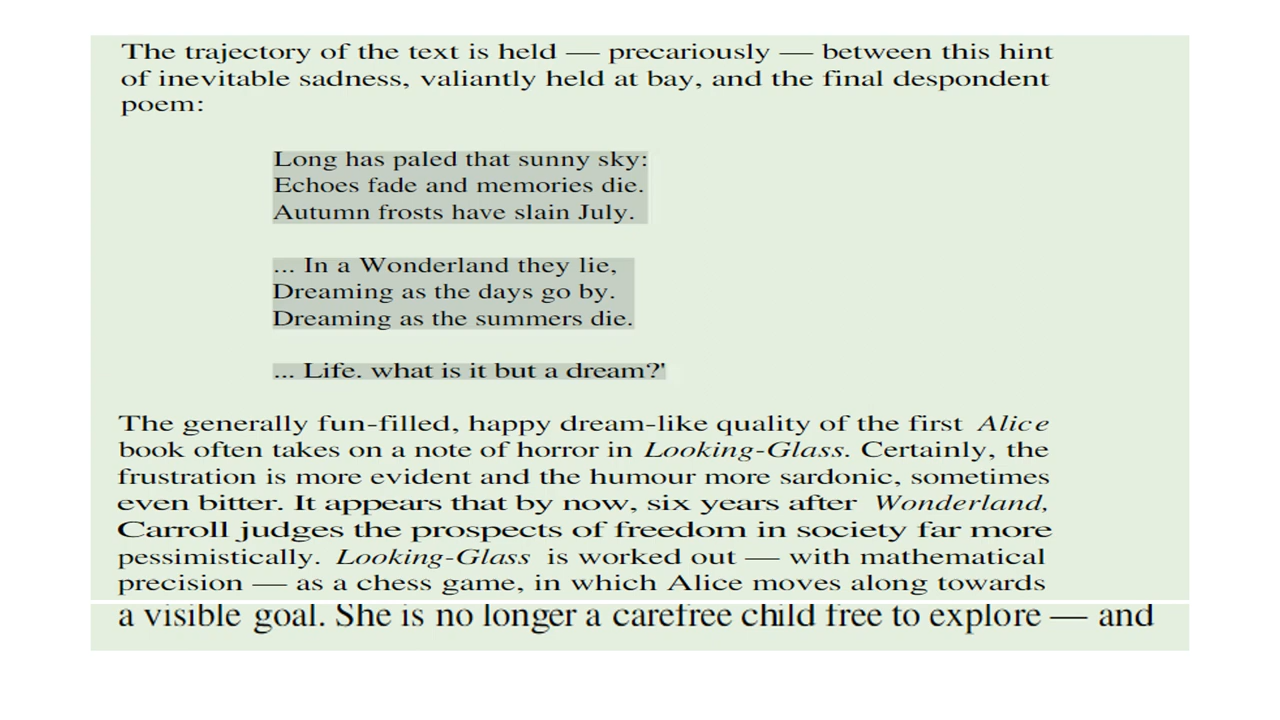 The trajectory of the text is held — precariously — between this hint
of inevitable sadness, valiantly held at bay, and the final despondent
poem:
Long has paled that sunny sky:
Echoes fade and memories die.
Autumn frosts have slain July.
... In a Wonderland they lie,
Dreaming as the days go by.
Dreaming as the summers die.
... Life. what is it but a dream?'
The generally fun-filled, happy dream-like quality of the first Alice
book often takes on a note of horror in Looking-Glass. Certainly, the
frustration is more evident and the humour more sardonic, sometimes
even bitter. It appears that by now, six years after Wonderland,
Carroll judges the prospects of freedom in society far more
pessimistically. Looking-Glass is worked out — with mathematical
precision — as a chess game, in which Alice moves along towards
a visible goal. She is no longer a carefree child free to explore — and